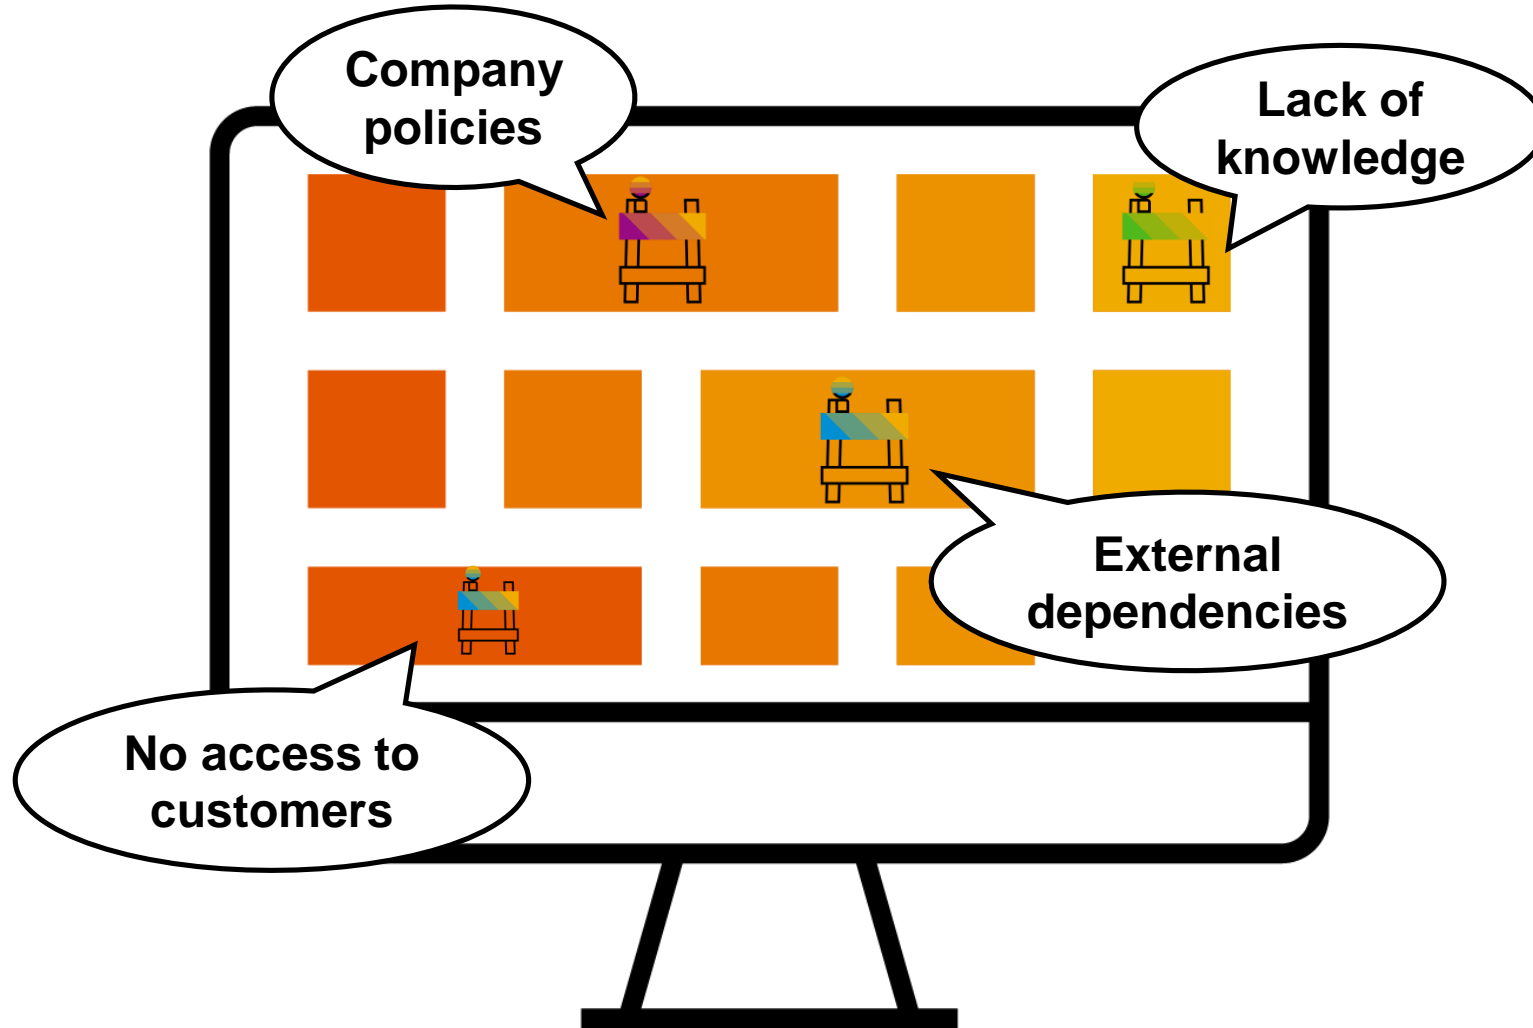 Company
policies
Lack of
knowledge
External
dependencies
No access to
customers